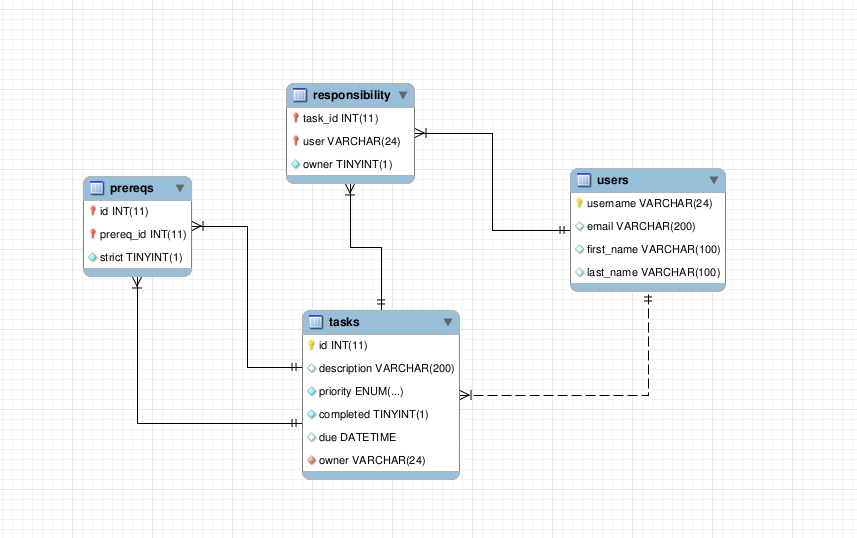 responsibility
task_id INT(11)
user VARCHAR(24)
owner TINYINT(1)
prereqs
id INT(11)
prereq_id INT(11)
strict TINYINT(1)
users
username VARCHAR(24)
email VARCHAR(200)
first_name VARCHAR(100)
last_name VARCHAR(100)
tasks
id INT(11)
description VARCHAR(200)
priority ENUM(...)
completed TINYINT(1)
due DATETIME
owner VARCHAR(24)